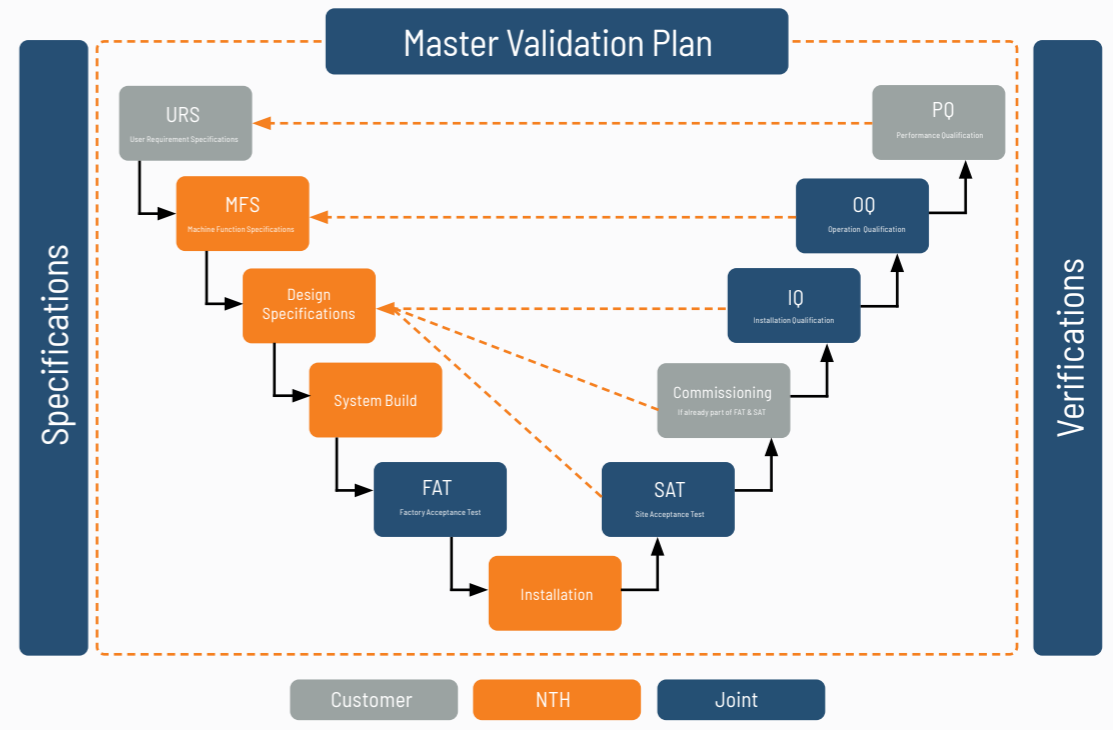 Master Validation Plan
Specifications
Verifications
URS
User Requirement Specifications
PQ
Performance Qualification
MFS
Machine Function Specifications
OQ
Operation Qualification
Design
Specifications
IQ
Installation Qualification
System Build
Commissioning
If already part of FAT & SAT
FAT
Factory Acceptance Test
SAT
Site Acceptance Test
Installation
Customer
NTH
Joint